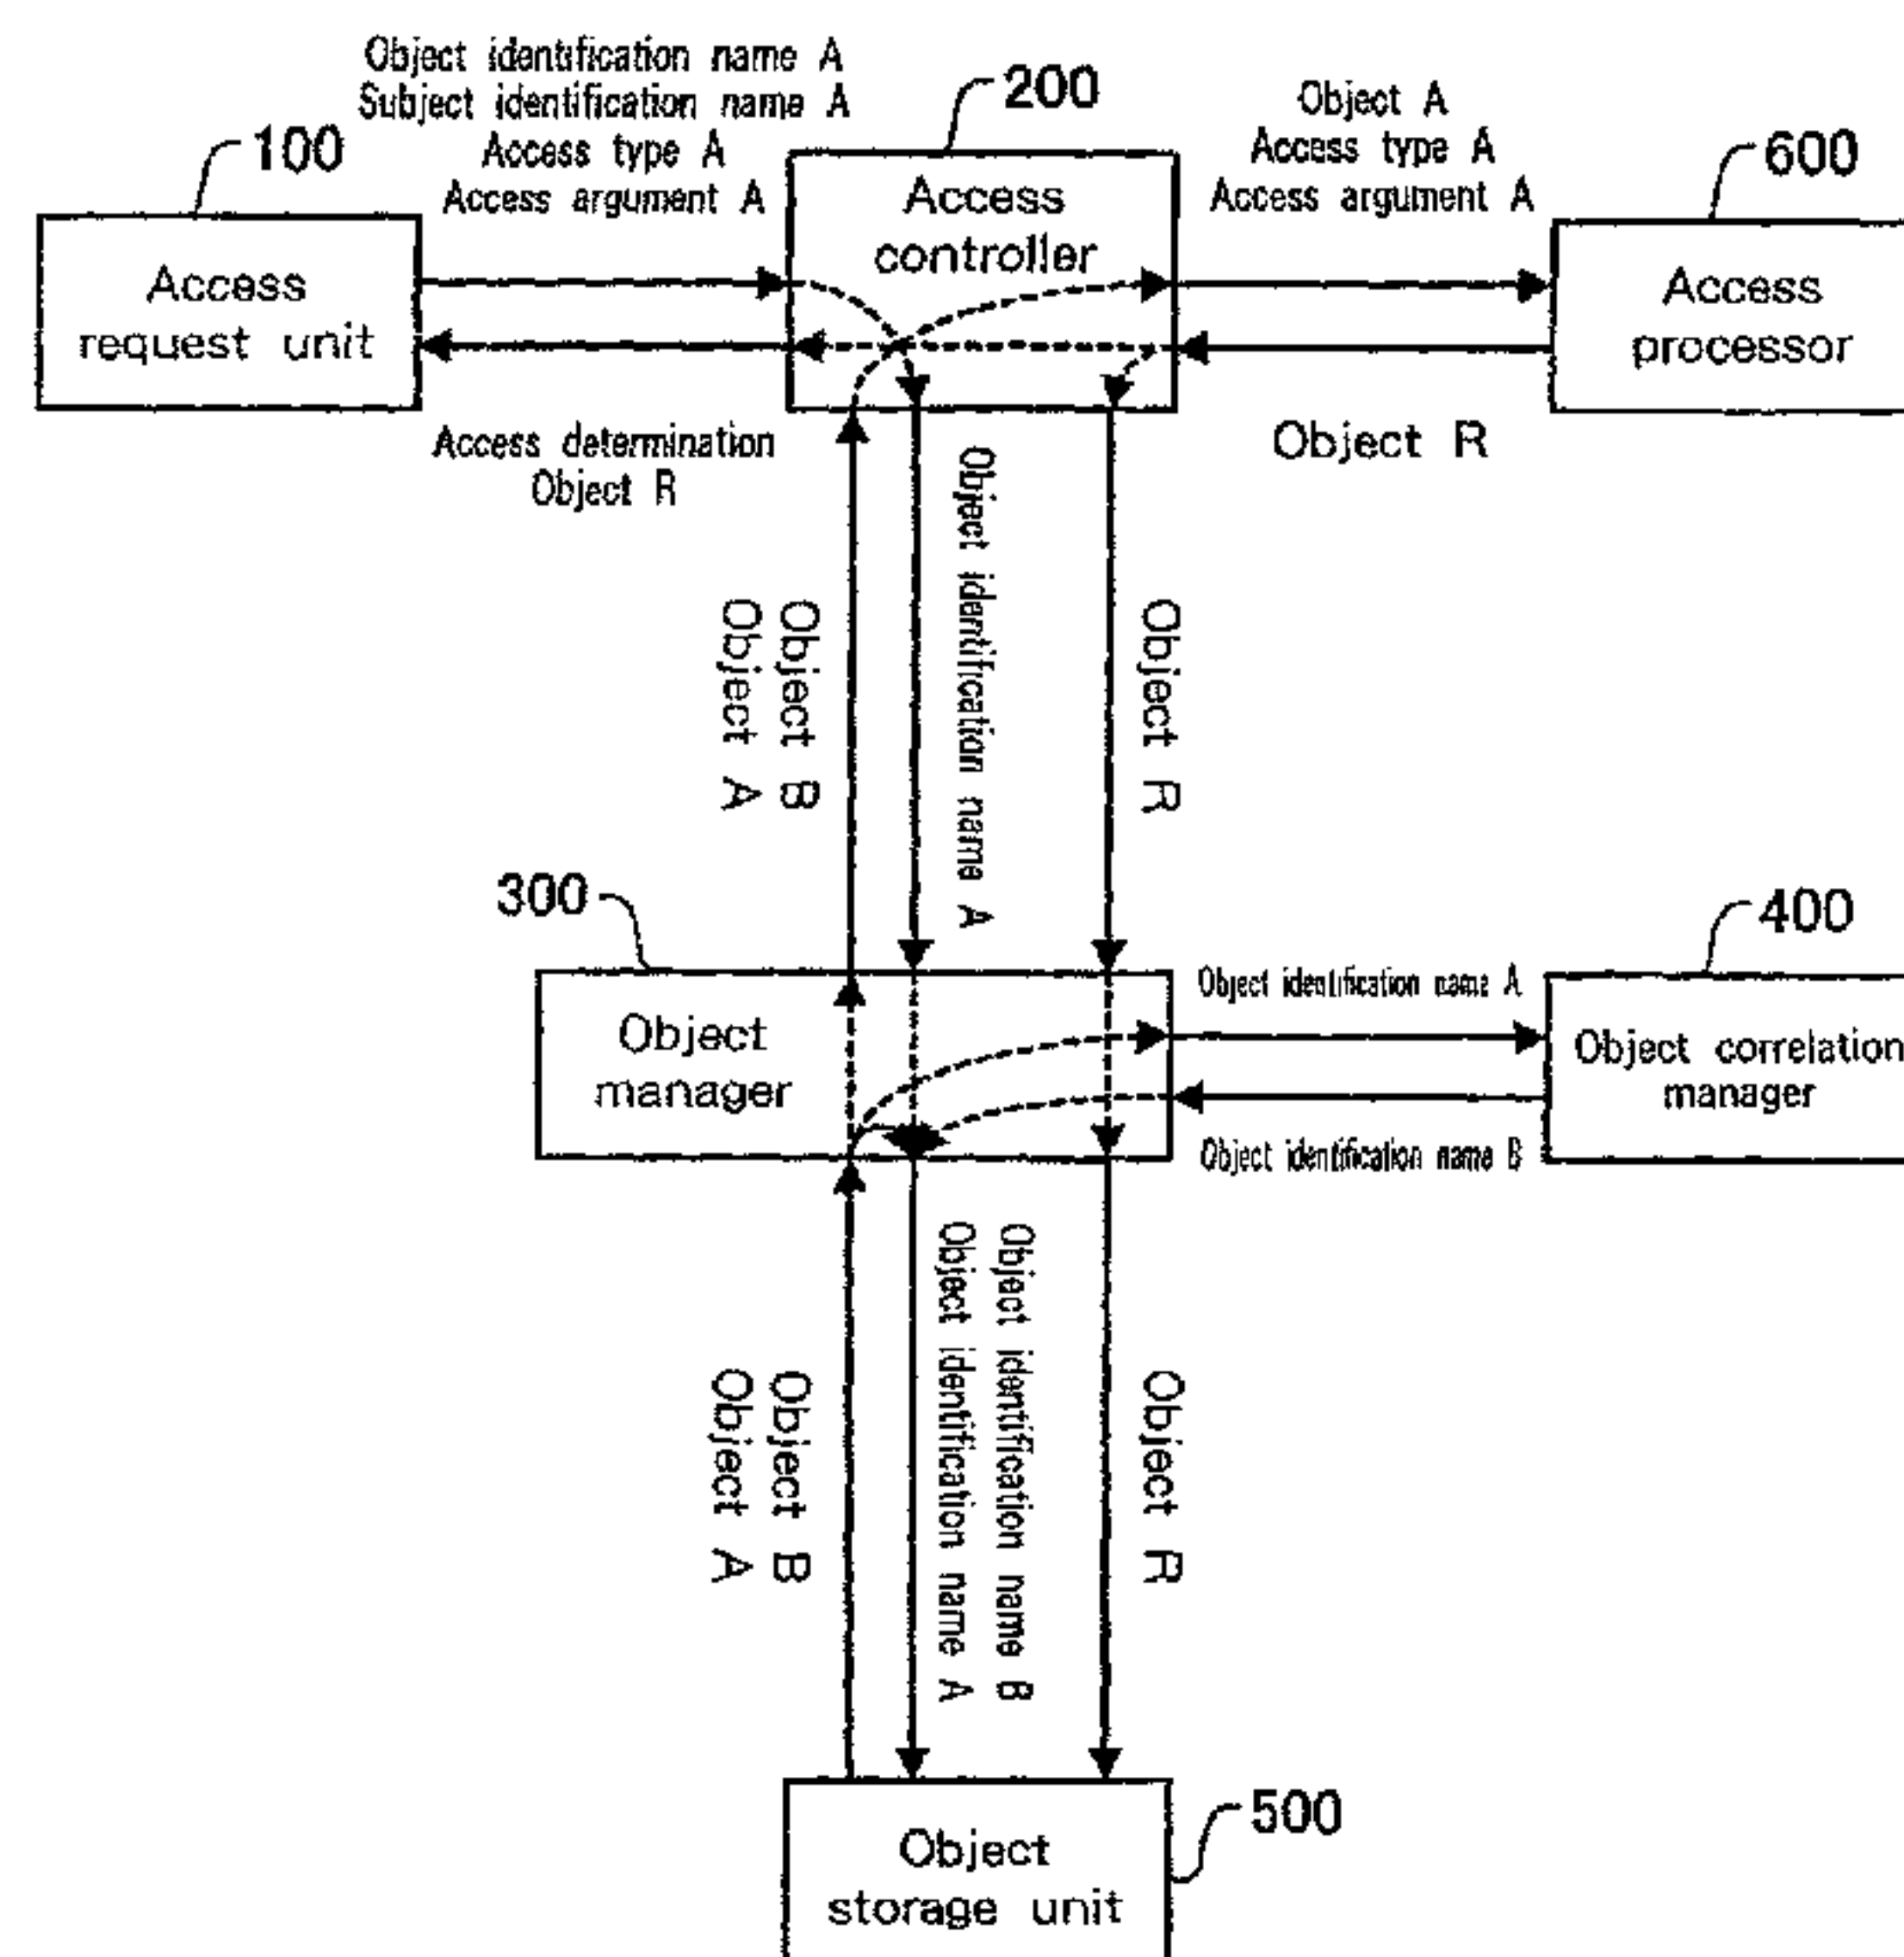 Object identification name A
Subject identification name A
Access type A
Access argument A
100
200
Object A
Access type A
Access argument A
600
Access
request unit
Access
controller
Access
processor
Access determination
Object R
Object R
Object identification name A
Object B
Object A
Object R
300
400
Object
manager
Object identification name A
Object correlation
manager
Object identification name B
Object identification name B
Object identification name A
Object B
Object A
Object R
500
Object
storage unit